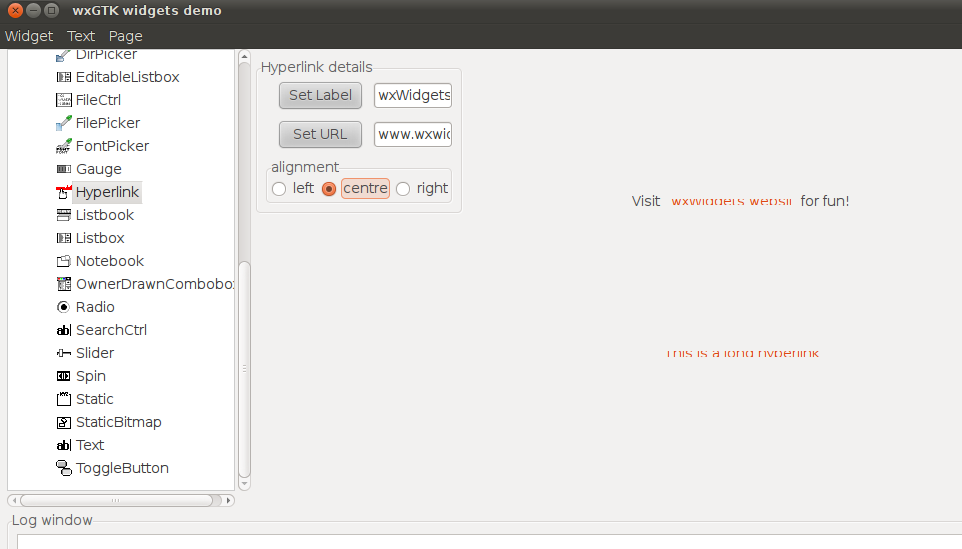 wxGTK widgets demo
Widget Text Page
DirPicker
EditableListbox
FileCtrl
FilePicker
FontPicker
Gauge
Hyperlink
Listbook
Listbox
Notebook
OwnerDrawnCombobox
Radio
SearchCtrl
Slider
Spin
Static
StaticBitmap
Text
ToggleButton
Hyperlink details
Set Label wxWidgets
Set URL www.wxwid
alignment
left centre right
Visit wxWidgets websit for fun!
This is a long hyperlink
Log window